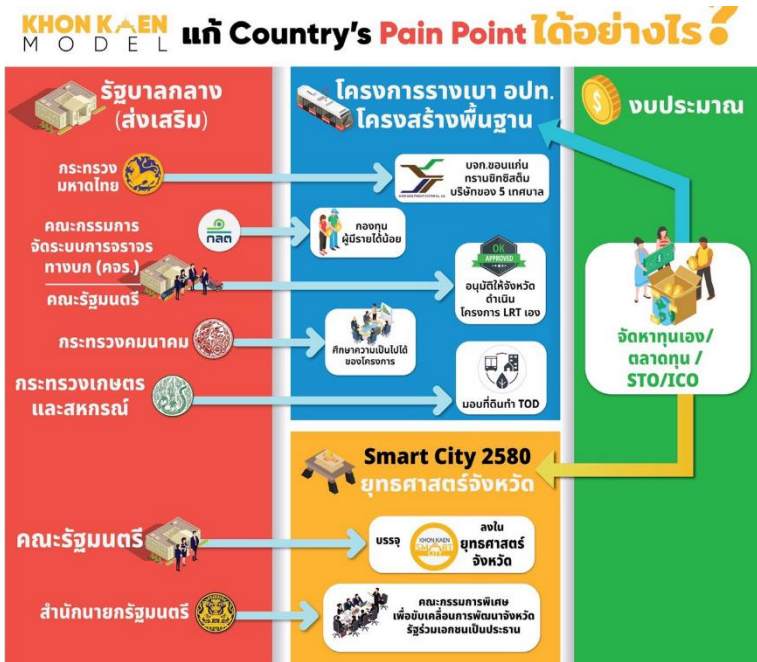 KHON KAEN
MODEL
แก้ Country's Pain Point ได้อย่างไร ?
รัฐบาลกลาง
(ส่งเสริม)
กระทรวง
มหาดไทย
คณะกรรมการ
จัดระบบการจราจร
ทางบก (คจร.)
คณะรัฐมนตรี
กลต
กระทรวงคมนาคม
กระทรวงเกษตร
และสหกรณ์
คณะรัฐมนตรี
สำนักนายกรัฐมนตรี
โครงการรางเบา อปท.
โครงสร้างพื้นฐาน
บจก.ขอนแก่น
ทรานซิทซิสเต็ม
บริษัทของ 5 เทศบาล
กองทุน
ผู้มีรายได้น้อย
OK
APPROVED
อนุมัติให้จังหวัด
ดำเนิน
โครงการ LRT เอง
ศึกษาความเป็นไปได้
ของโครงการ
มอบที่ดินทำ TOD
Smart City 2580
ยุทธศาสตร์จังหวัด
บรรจุ
KHON KAEN
SMART
CITY
ลงใน
ยุทธศาสตร์
จังหวัด
คณะกรรมการพิเศษ
เพื่อขับเคลื่อนการพัฒนาจังหวัด
รัฐร่วมเอกชนเป็นประธาน
งบประมาณ
จัดหาทุนเอง/
ตลาดทุน /
STO/ICO